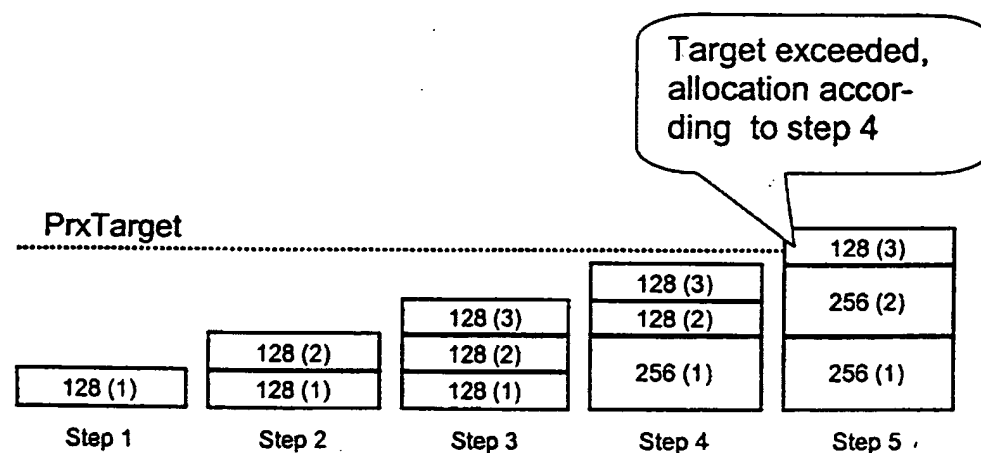 Target exceeded,
allocation accor-
ding to step 4
PrxTarget
128 (3)
128 (3)
256 (2)
128 (3)
128 (2)
128 (2)
128 (2)
256 (1)
256 (1)
128 (1)
128 (1)
128 (1)
Step 1
Step 2
Step 3
Step 4
Step 5